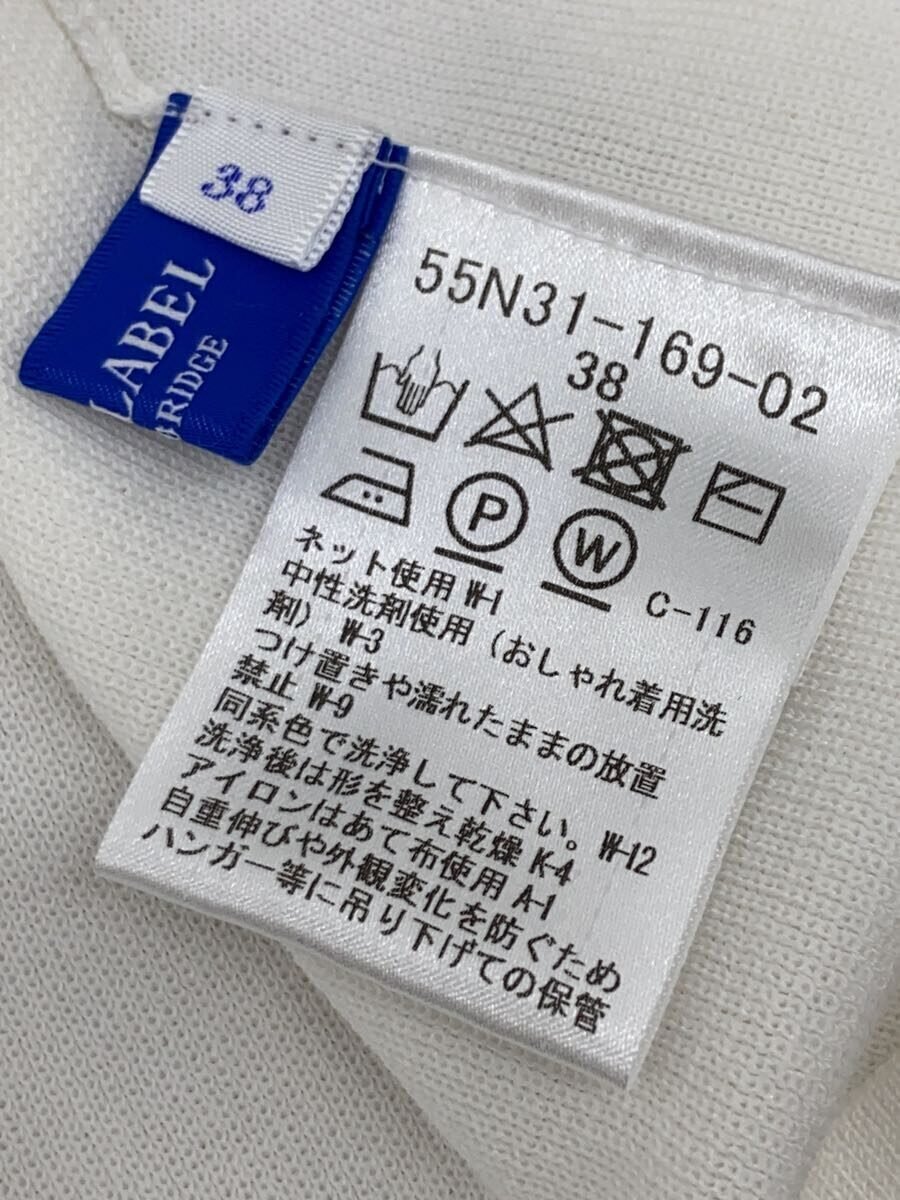 38
LABEL
BRIDGE
55N31-169-02
38
P
W
C-116
ネット使用 W-1
中性洗剤使用（おしゃれ着用洗
剤） W-3
つけ置きや濡れたままの放置
禁止 W-9
同系色で洗浄して下さい。 W-12
洗浄後は形を整え乾燥 K-4
アイロンはあて布使用 A-1
自重伸びや外観変化を防ぐため
ハンガー等に吊り下げての保管